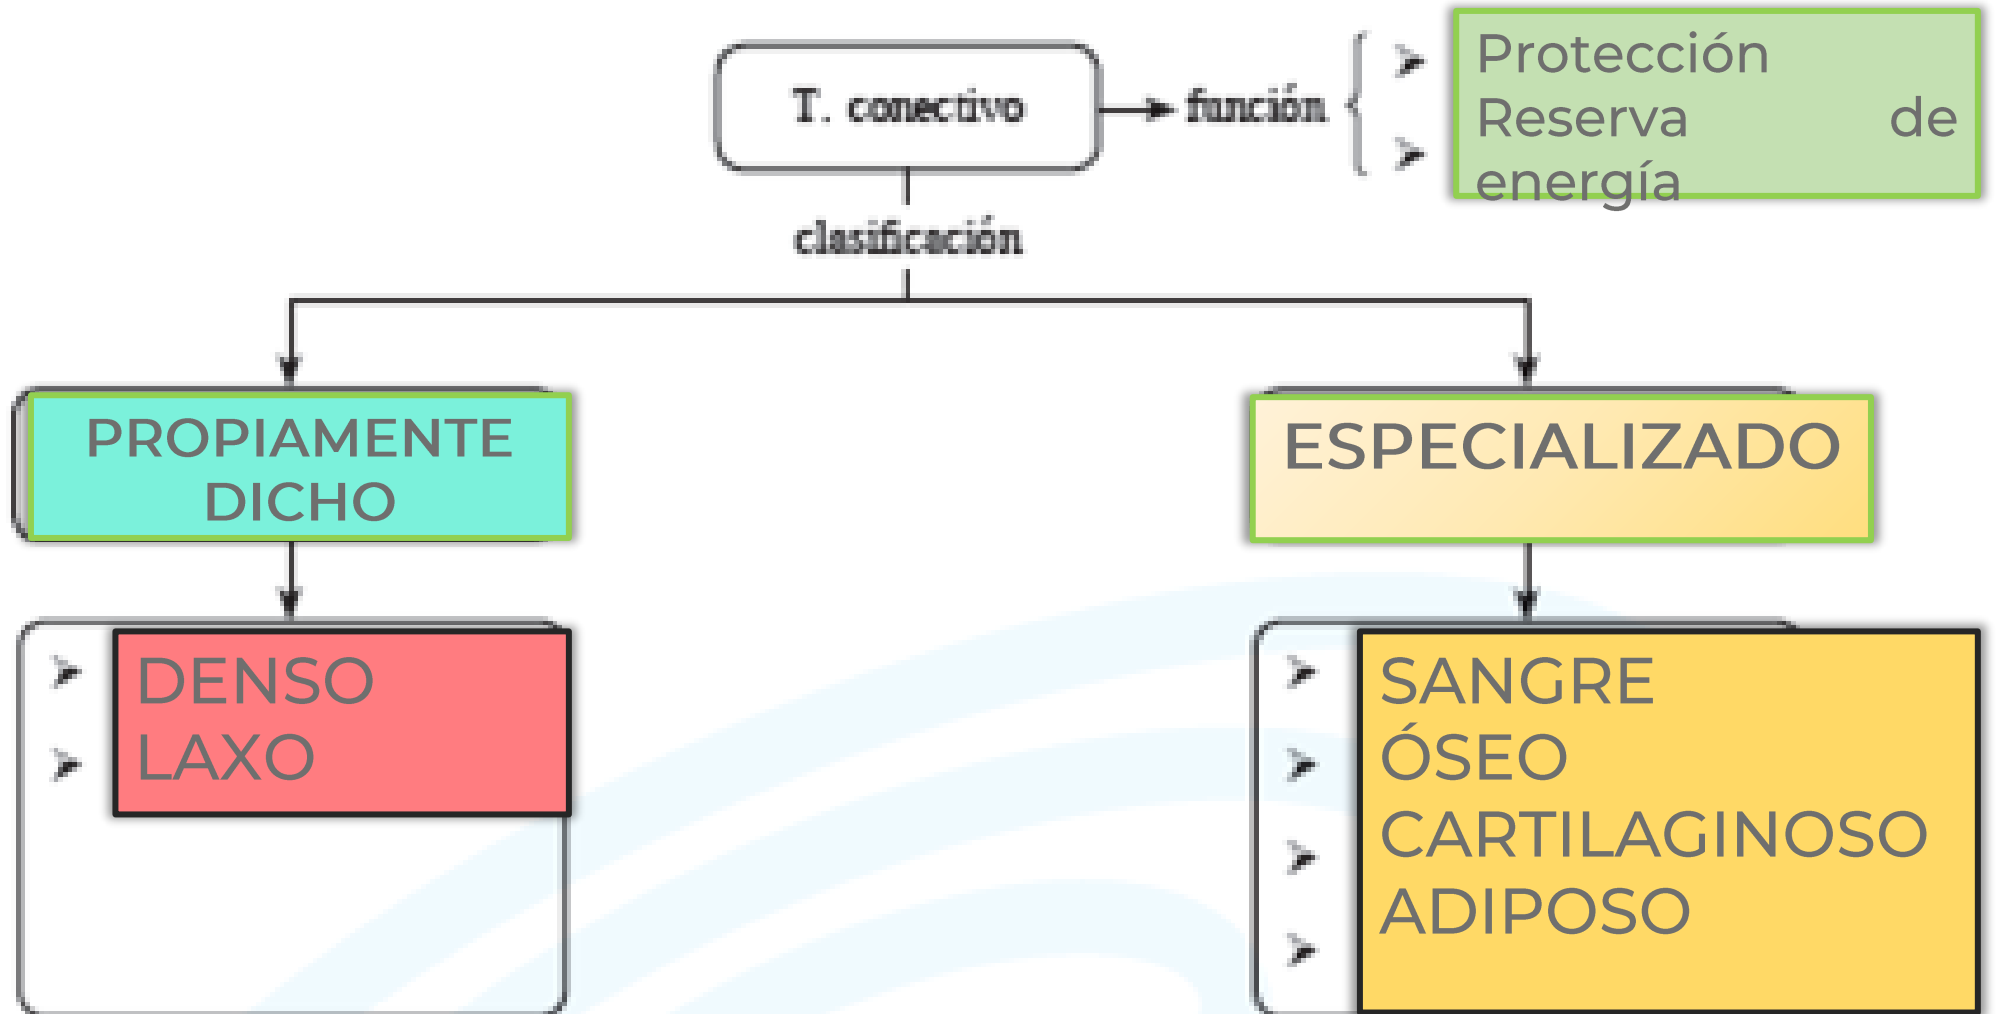 T. conectivo
función
Protección
Reserva de
energía
clasificación
PROPIAMENTE
DICHO
ESPECIALIZADO
DENSO
LAXO
SANGRE
ÓSEO
CARTILAGINOSO
ADIPOSO